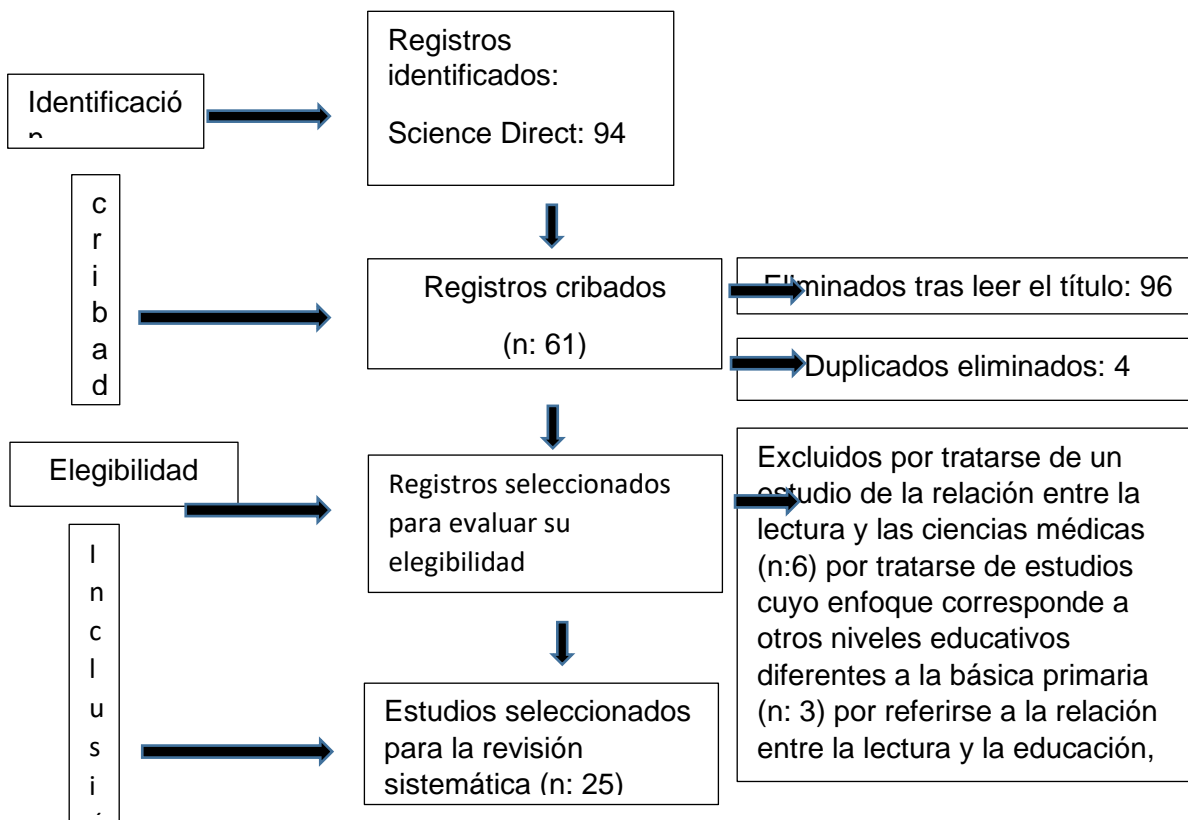 Identificació
n
Registros
identificados:
Science Direct: 94
c
r
i
b
a
d
Registros cribados
(n: 61)
Eliminados tras leer el título: 96
Duplicados eliminados: 4
Elegibilidad
Registros seleccionados
para evaluar su
elegibilidad
Excluidos por tratarse de un
estudio de la relación entre la
lectura y las ciencias médicas
(n:6) por tratarse de estudios
cuyo enfoque corresponde a
otros niveles educativos
diferentes a la básica primaria
(n: 3) por referirse a la relación
entre la lectura y la educación,
I
n
c
l
u
s
i
Estudios seleccionados
para la revisión
sistemática (n: 25)